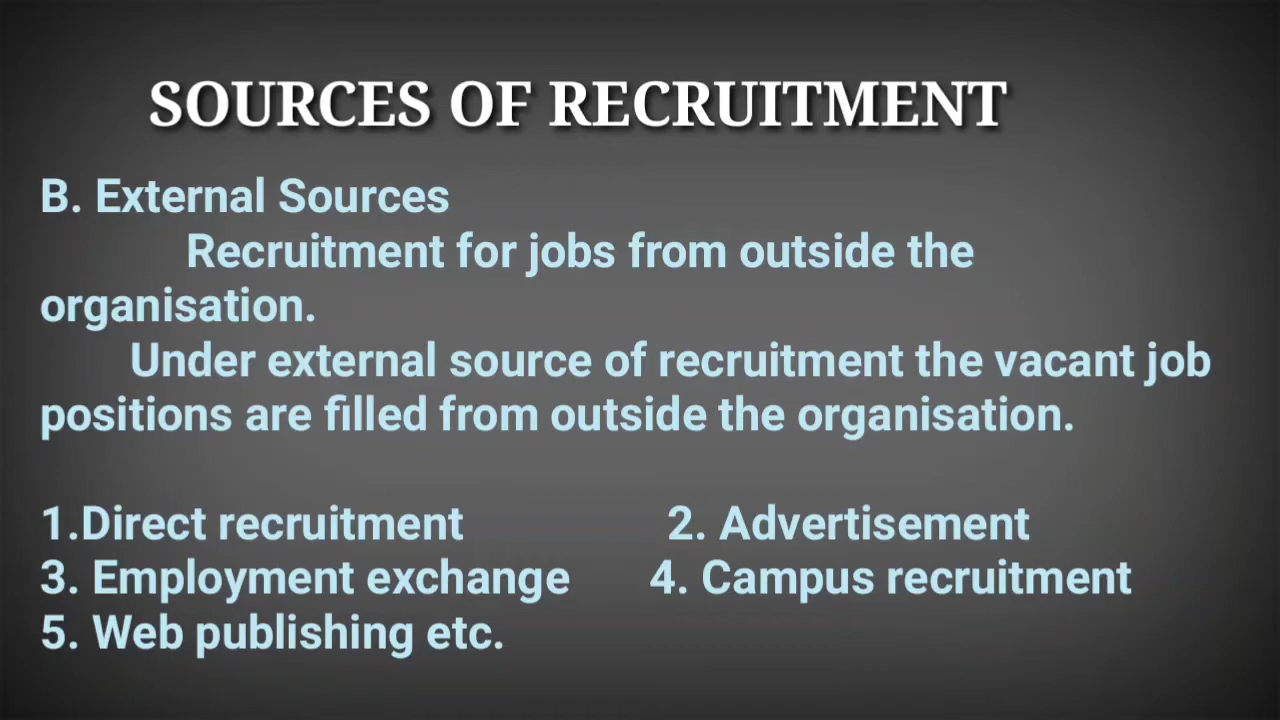 SOURCES OF RECRUITMENT
B. External Sources
Recruitment for jobs from outside the
organisation.
Under external source of recruitment the vacant job
positions are filled from outside the organisation.
1.Direct recruitment 2. Advertisement
3. Employment exchange 4. Campus recruitment
5. Web publishing etc.